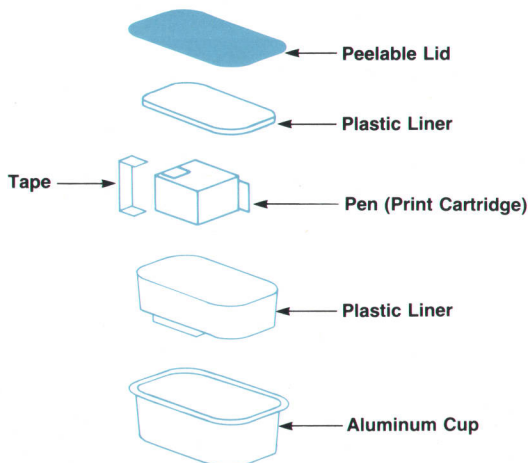 Peelable Lid
Plastic Liner
Tape
Pen (Print Cartridge)
Plastic Liner
Aluminum Cup